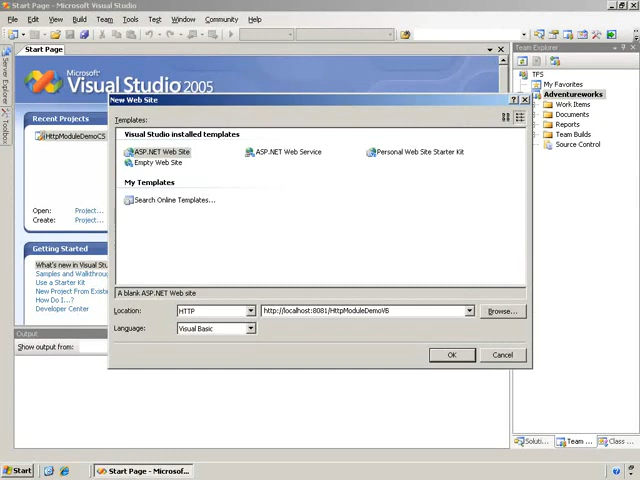 Start Page - Microsoft Visual Studio
File Edit View Build Team Tools Test Window Community Help
Start Page
Team Explorer
Server Explorer
Toolbox
Microsoft
Visual Studio 2005
Recent Projects
HttpModuleDemoCS
Open: Project...
Create: Project...
Getting Started
What's new in Visual Stu
Samples and Walkthrou
Use a Starter Kit
New Project From Exist
How Do I...?
Developer Center
New Web Site
Templates:
Visual Studio installed templates
ASP.NET Web Site
ASP.NET Web Service
Personal Web Site Starter Kit
Empty Web Site
My Templates
Search Online Templates...
A blank ASP.NET Web site
Location: HTTP http://localhost:8081/HttpModuleDemoVB Browse...
Language: Visual Basic
OK Cancel
TFS
My Favorites
Adventureworks
Work Items
Documents
Reports
Team Builds
Source Control
Output
Show output from:
Soluti... Team ... Class ...
Start
Start Page - Microsof...